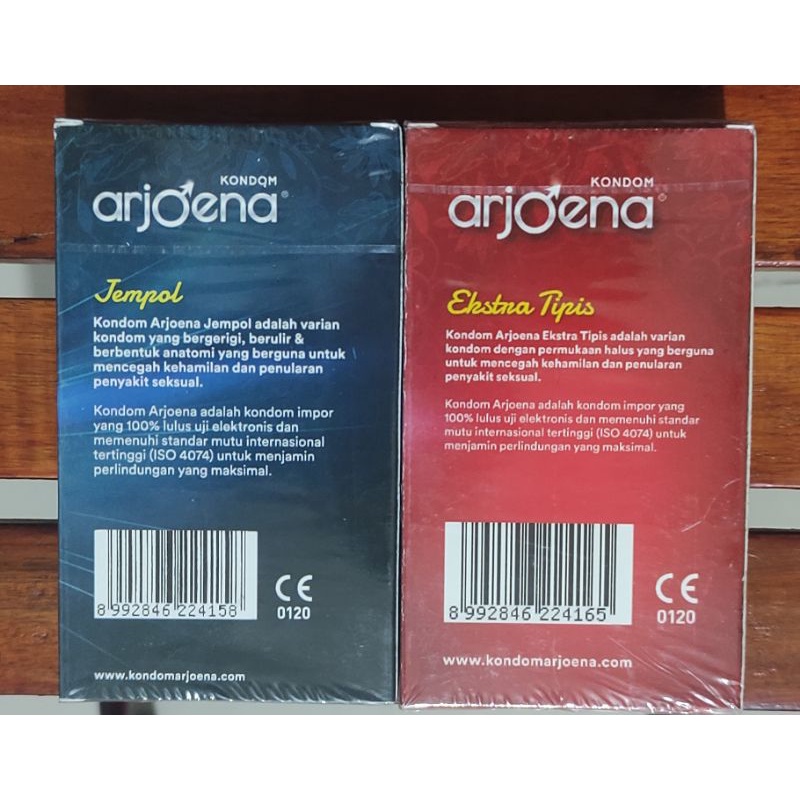 KONDOM
arjoena®
Jempol
Kondom Arjoena Jempol adalah varian
kondom yang bergerigi, berulir &
berbentuk anatomi yang berguna untuk
mencegah kehamilan dan penularan
penyakit seksual.
Kondom Arjoena adalah kondom impor
yang 100% lulus uji elektronis dan
memenuhi standar mutu internasional
tertinggi (ISO 4074) untuk menjamin
perlindungan yang maksimal.
8 992846 224158
CE
0120
www.kondomarjoena.com
KONDOM
arjoena®
Ekstra Tipis
Kondom Arjoena Ekstra Tipis adalah varian
kondom dengan permukaan halus yang berguna
untuk mencegah kehamilan dan penularan
penyakit seksual.
Kondom Arjoena adalah kondom impor yang
100% lulus uji elektronis dan memenuhi standar
mutu internasional tertinggi (ISO 4074) untuk
menjamin perlindungan yang maksimal.
8 992846 224165
CE
0120
www.kondomarjoena.com